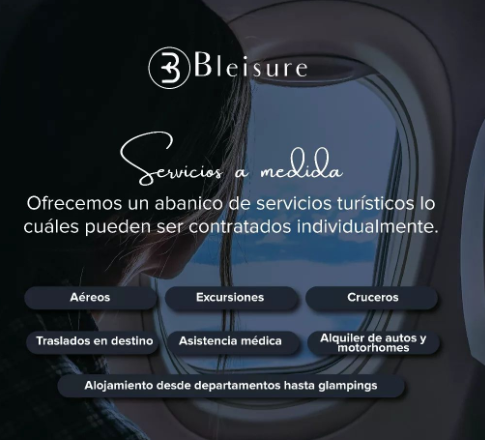 Bleisure
Servicios a medida
Ofrecemos un abanico de servicios turísticos lo
cuáles pueden ser contratados individualmente.
Aéreos
Excursiones
Cruceros
Traslados en destino
Asistencia médica
Alquiler de autos y
motorhomes
Alojamiento desde departamentos hasta glampings